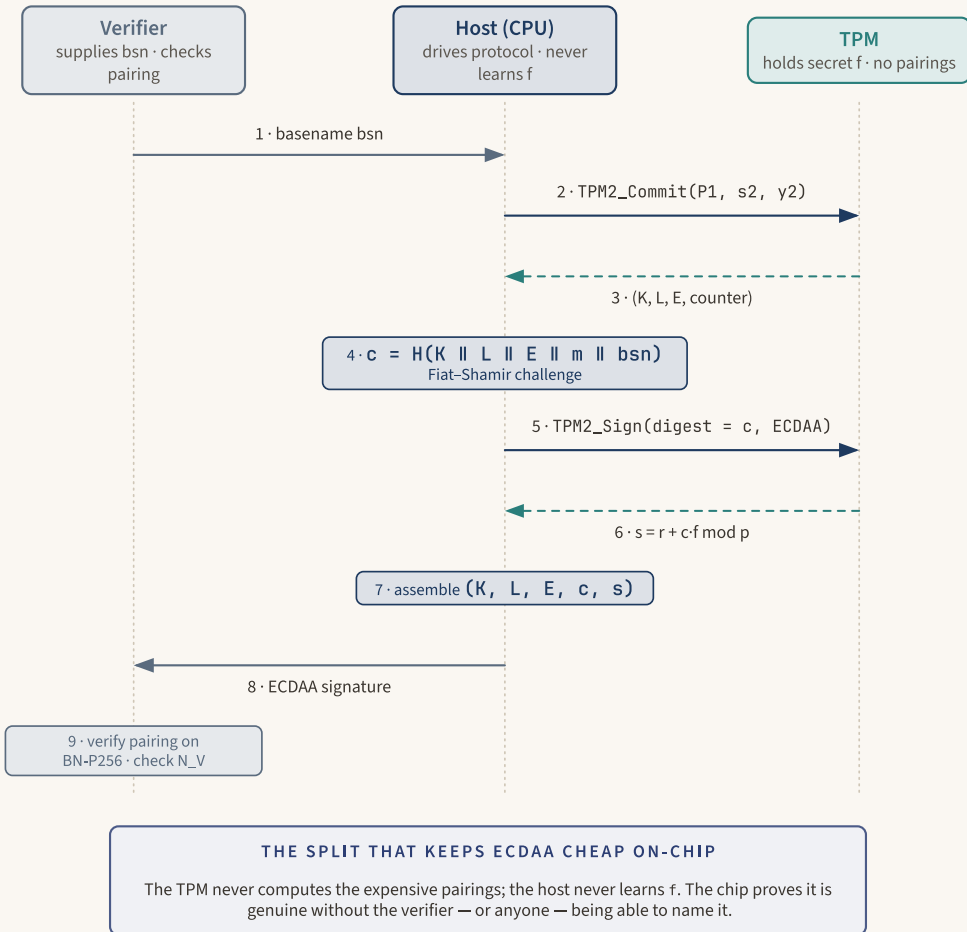 Verifier
supplies bsn · checks
pairing
Host (CPU)
drives protocol · never
learns f
TPM
holds secret f · no pairings
1 · basename bsn
2 · TPM2_Commit(P1, s2, y2)
3 · (K, L, E, counter)
4 · c = H(K ‖ L ‖ E ‖ m ‖ bsn)
Fiat–Shamir challenge
5 · TPM2_Sign(digest = c, ECDAA)
6 · s = r + c·f mod p
7 · assemble (K, L, E, c, s)
8 · ECDAA signature
9 · verify pairing on
BN-P256 · check N_V
THE SPLIT THAT KEEPS ECDAA CHEAP ON-CHIP
The TPM never computes the expensive pairings; the host never learns f. The chip proves it is
genuine without the verifier — or anyone — being able to name it.